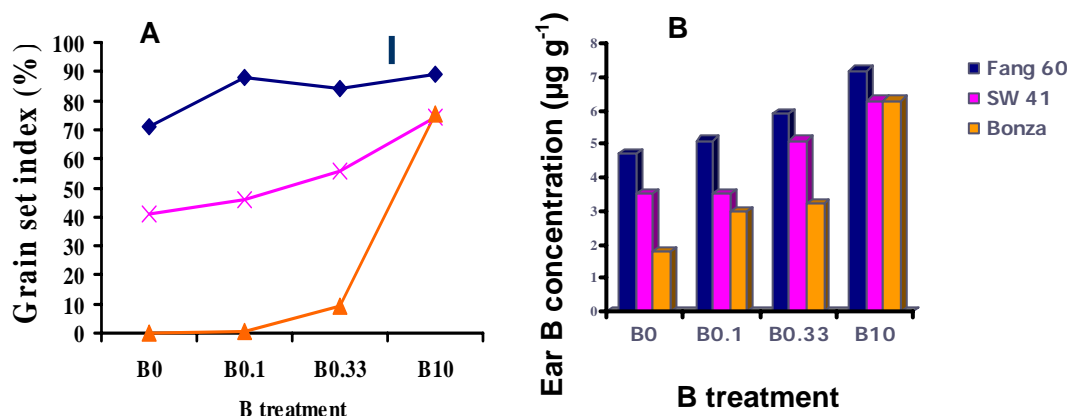 A
Grain set index (%)
100
90
80
70
60
50
40
30
20
10
0
B0 B0.1 B0.33 B10
B treatment
B
Ear B concentration (µg g-1)
8
7
6
5
4
3
2
1
0
B0 B0.1 B0.33 B10
B treatment
Fang 60
SW 41
Bonza